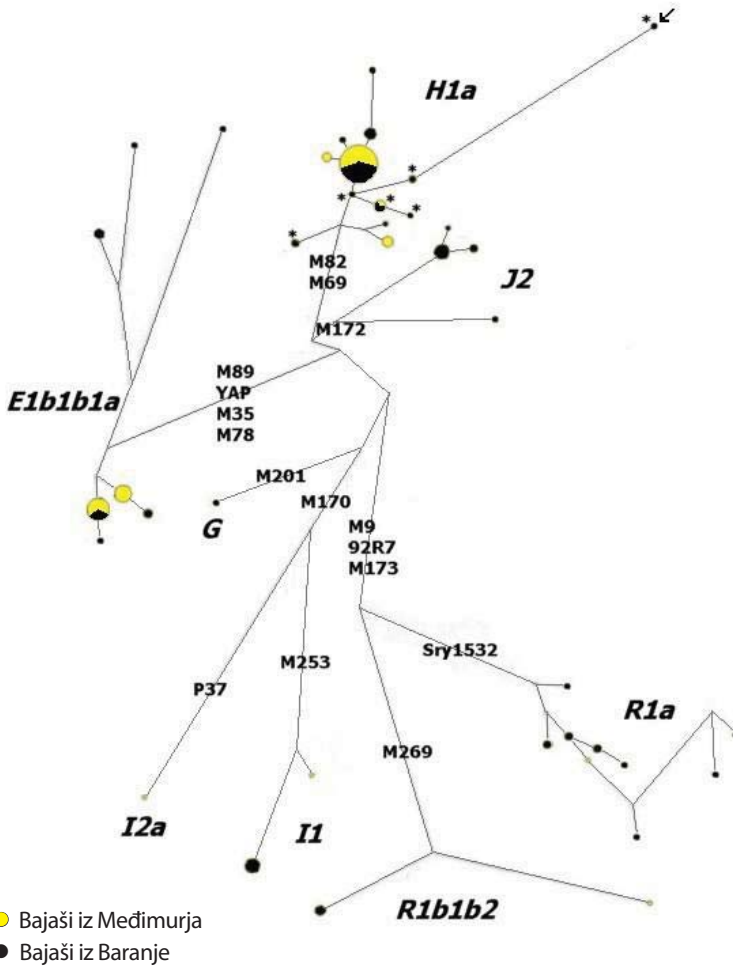 *
H1a
*
* *
*
*
M82
M69
J2
M172
M89
YAP
M35
M78
E1b1b1a
M201
M170
G
M9
92R7
M173
Sry1532
M253
P37
R1a
M269
I2a
I1
R1b1b2
Bajaši iz Međimurja
Bajaši iz Baranje